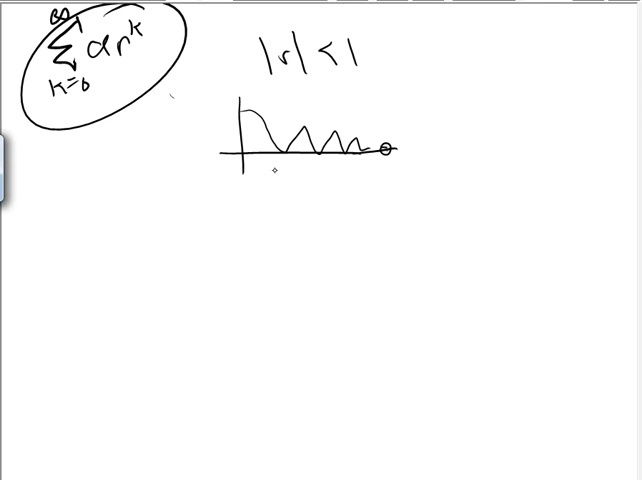 ∞
∑ ar^k
k=0
|r| < 1